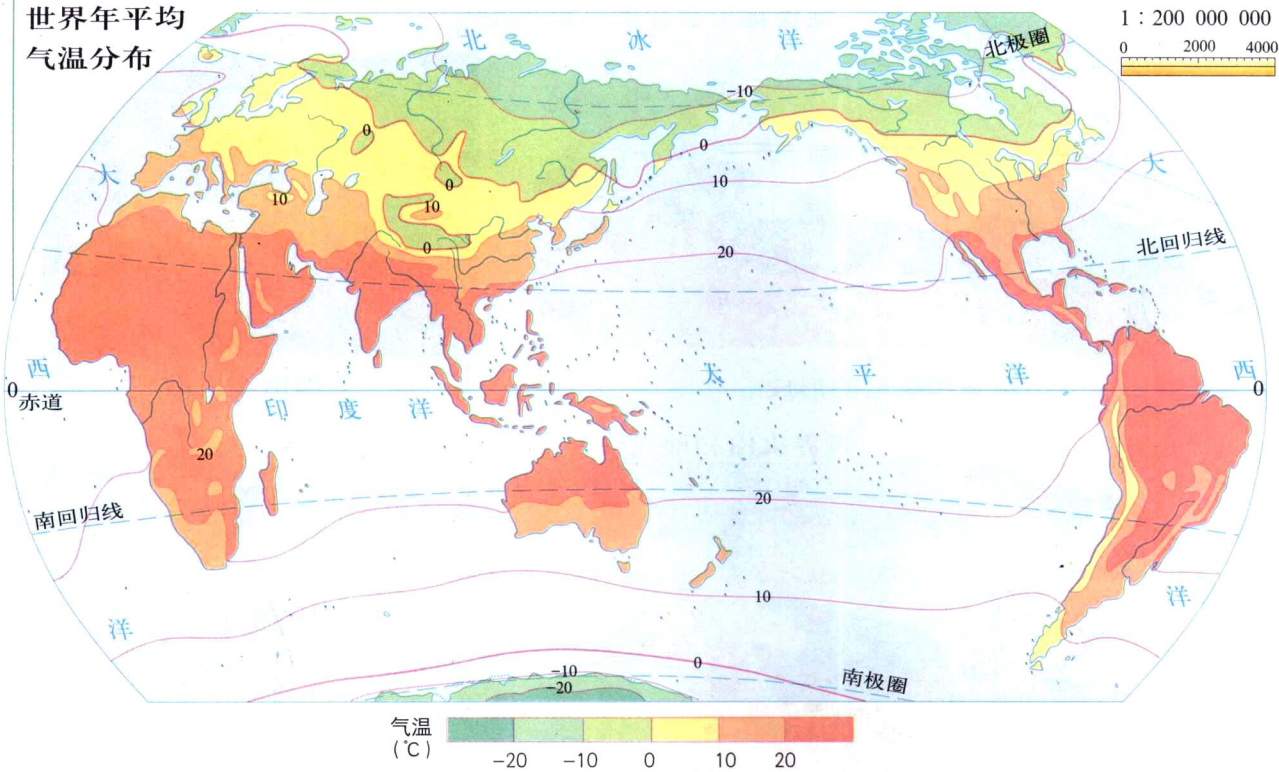 世界年平均
气温分布
1：200 000 000
0 2000 4000
北 冰 洋
北极圈
-10
0
0
大
0
10
大
10
10
北回归线
0
20
西
太 平 洋
西
0
赤道
0
印 度 洋
20
20
南回归线
10
洋
洋
0
-10
-20
南极圈
气温
(℃)
-20 -10 0 10 20